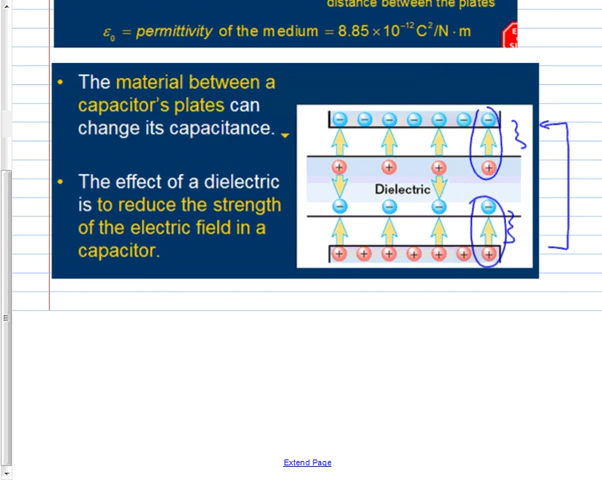 distance between the plates
ε₀ = permittivity of the medium = 8.85 × 10⁻¹² C²/N · m
• The material between a
capacitor's plates can
change its capacitance.
• The effect of a dielectric
is to reduce the strength
of the electric field in a
capacitor.
− − − − − − −
+ + + +
Dielectric
− − − −
+ + + + + + +
Extend Page